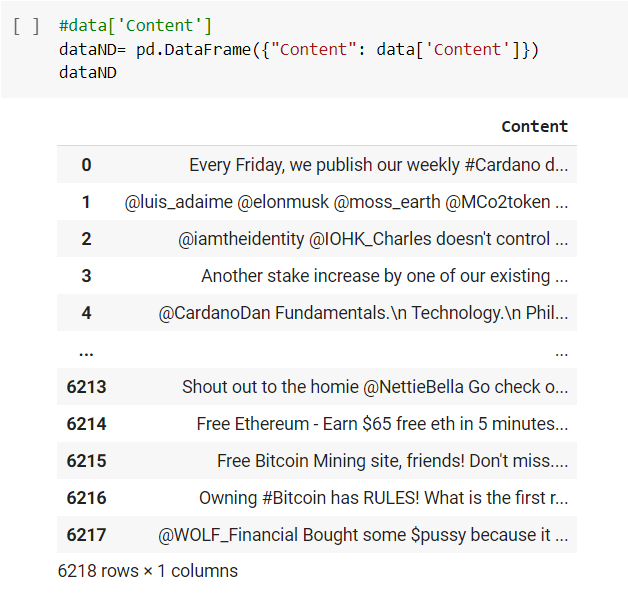 [ ] #data['Content']
dataND= pd.DataFrame({"Content": data['Content']})
dataND
Content
0 Every Friday, we publish our weekly #Cardano d...
1 @luis_adaime @elonmusk @moss_earth @MCo2token ...
2 @iamtheidentity @IOHK_Charles doesn't control ...
3 Another stake increase by one of our existing ...
4 @CardanoDan Fundamentals.\n Technology.\n Phil...
... ...
6213 Shout out to the homie @NettieBella Go check o...
6214 Free Ethereum - Earn $65 free eth in 5 minutes...
6215 Free Bitcoin Mining site, friends! Don't miss....
6216 Owning #Bitcoin has RULES! What is the first r...
6217 @WOLF_Financial Bought some $pussy because it ...
6218 rows × 1 columns